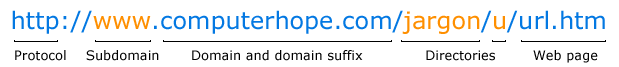 http://www.computerhope.com/jargon/u/url.htm
Protocol Subdomain Domain and domain suffix Directories Web page